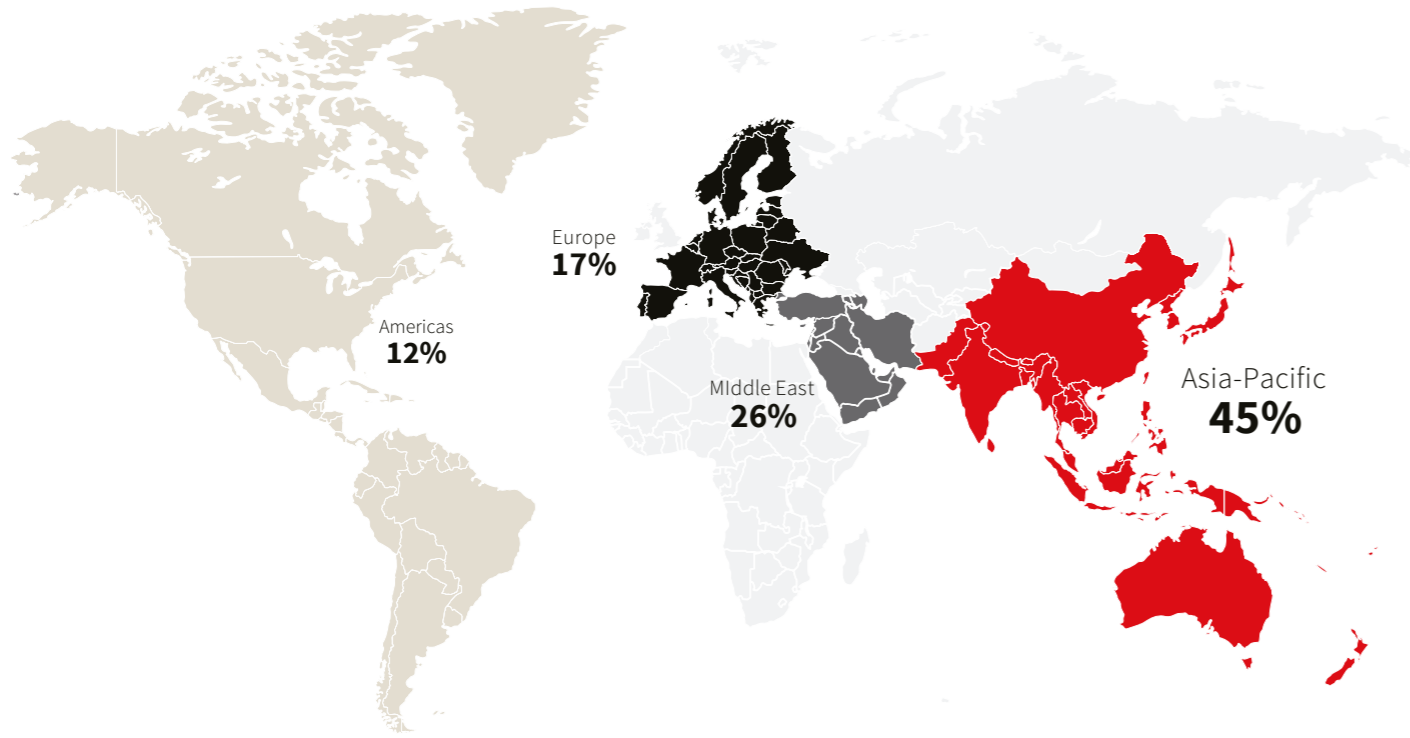 Europe
17%
Americas
12%
MIddle East
26%
Asia-Pacific
45%